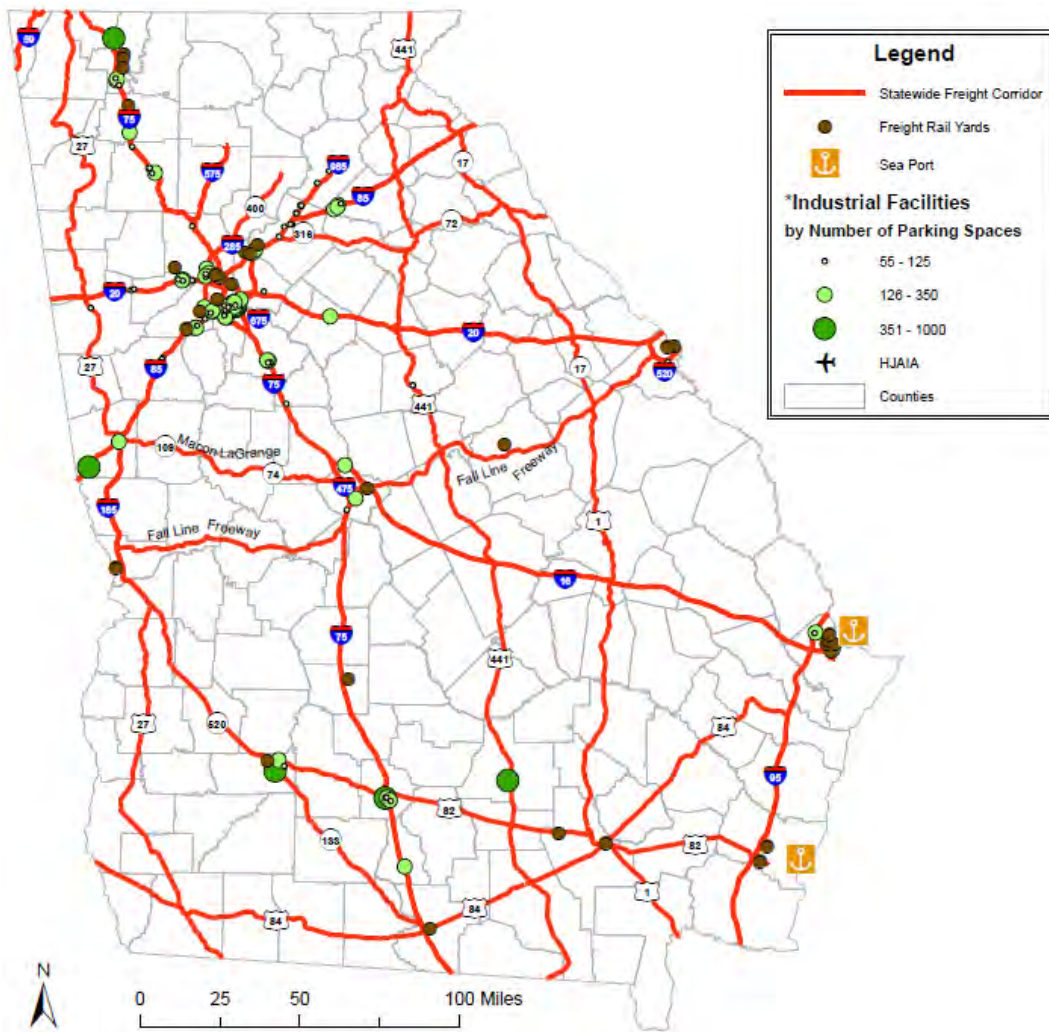 Legend
Statewide Freight Corridor
Freight Rail Yards
Sea Port
*Industrial Facilities
by Number of Parking Spaces
55 - 125
126 - 350
351 - 1000
HJAIA
Counties
59
441
75
27
575
985
17
85
400
316
72
285
20
675
20
27
85
75
17
520
441
109
Macon-LaGrange
74
Fall Line Freeway
475
185
1
Fall Line Freeway
16
75
441
27
520
84
95
82
133
82
1
84
84
N
0 25 50 100 Miles